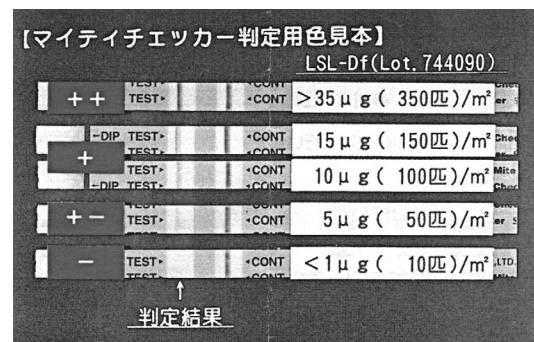 【マイティチェッカー判定用色見本】
LSL-Df(Lot.744090)
++ TEST▸ ◂CONT >35μg( 350匹)/m²
TEST▸ ◂CONT
←DIP TEST▸ ◂CONT 15μg( 150匹)/m²
+
←DIP TEST▸ ◂CONT 10μg( 100匹)/m²
+- TEST▸ ◂CONT 5μg( 50匹)/m²
- TEST▸ ◂CONT <1μg( 10匹)/m²
↑
判定結果